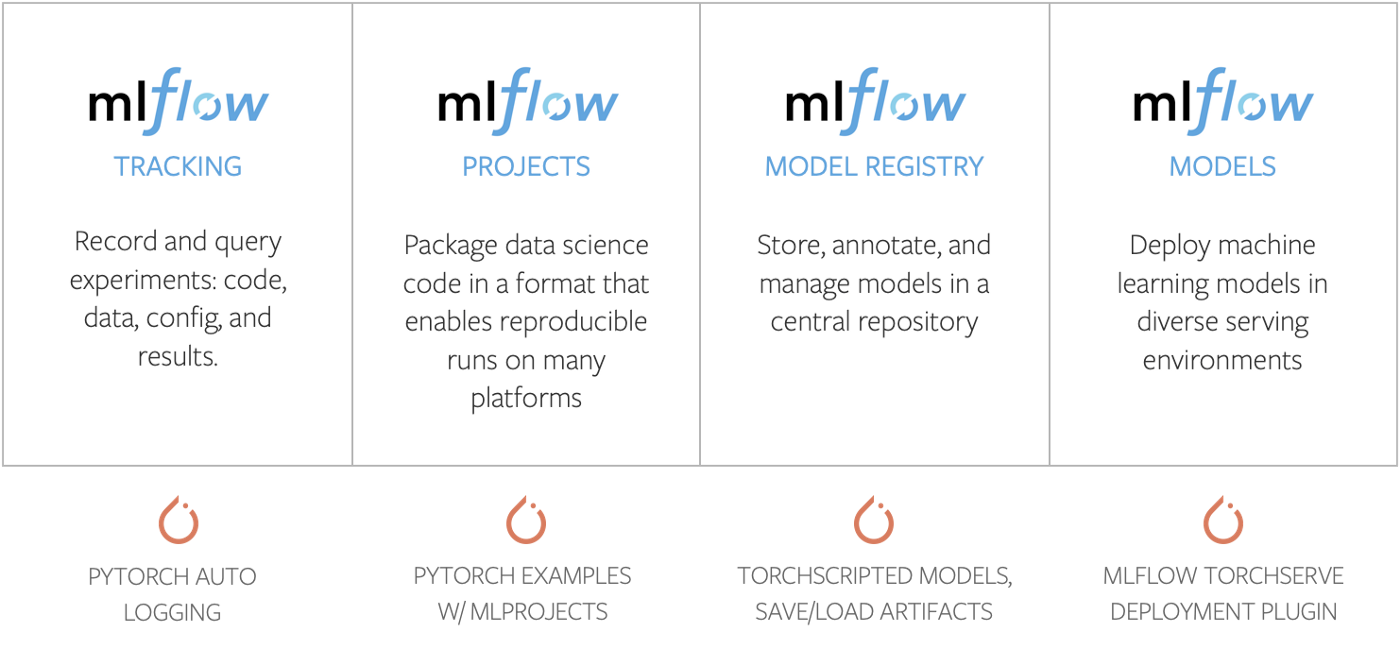 mlflow
TRACKING
Record and query
experiments: code,
data, config, and
results.
PYTORCH AUTO
LOGGING
mlflow
PROJECTS
Package data science
code in a format that
enables reproducible
runs on many
platforms
PYTORCH EXAMPLES
W/ MLPROJECTS
mlflow
MODEL REGISTRY
Store, annotate, and
manage models in a
central repository
TORCHSCRIPTED MODELS,
SAVE/LOAD ARTIFACTS
mlflow
MODELS
Deploy machine
learning models in
diverse serving
environments
MLFLOW TORCHSERVE
DEPLOYMENT PLUGIN